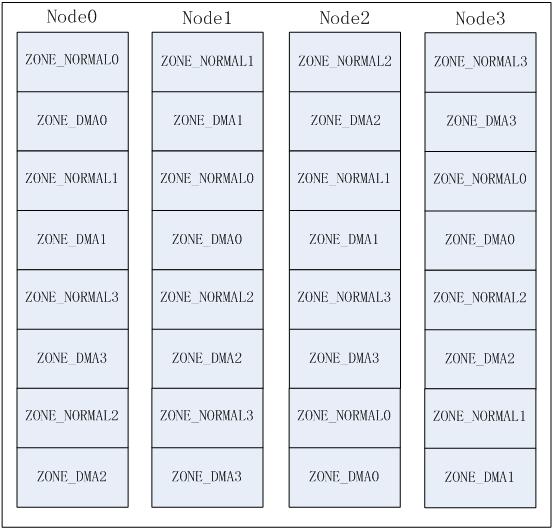 Node0 Node1 Node2 Node3
ZONE_NORMAL0 ZONE_NORMAL1 ZONE_NORMAL2 ZONE_NORMAL3
ZONE_DMA0 ZONE_DMA1 ZONE_DMA2 ZONE_DMA3
ZONE_NORMAL1 ZONE_NORMAL0 ZONE_NORMAL1 ZONE_NORMAL0
ZONE_DMA1 ZONE_DMA0 ZONE_DMA1 ZONE_DMA0
ZONE_NORMAL3 ZONE_NORMAL2 ZONE_NORMAL3 ZONE_NORMAL2
ZONE_DMA3 ZONE_DMA2 ZONE_DMA3 ZONE_DMA2
ZONE_NORMAL2 ZONE_NORMAL3 ZONE_NORMAL0 ZONE_NORMAL1
ZONE_DMA2 ZONE_DMA3 ZONE_DMA0 ZONE_DMA1